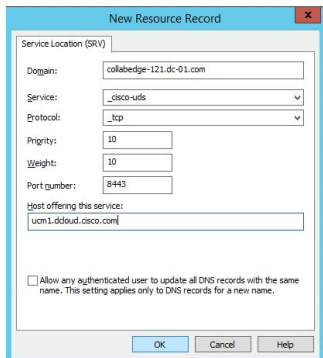 New Resource Record
x
Service Location (SRV)
Domain: collabedge-121.dc-01.com
Service: _cisco-uds
Protocol: _tcp
Priority: 10
Weight: 10
Port number: 8443
Host offering this service:
ucm1.dcloud.cisco.com
Allow any authenticated user to update all DNS records with the same
name. This setting applies only to DNS records for a new name.
OK Cancel Help